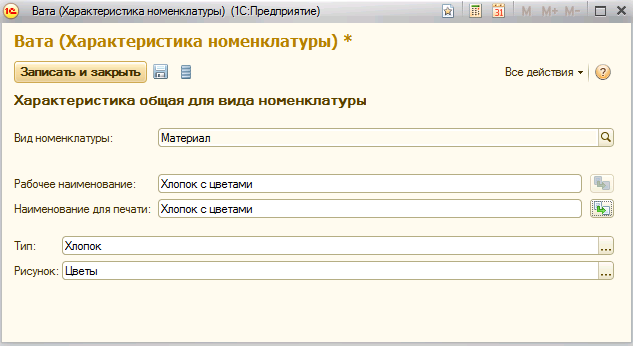 1С Вата (Характеристика номенклатуры) (1С:Предприятие) 31 M M+ M-
Вата (Характеристика номенклатуры) *
Записать и закрыть Все действия ?
Характеристика общая для вида номенклатуры
Вид номенклатуры: Материал
Рабочее наименование: Хлопок с цветами
Наименование для печати: Хлопок с цветами
Тип: Хлопок ...
Рисунок: Цветы ...